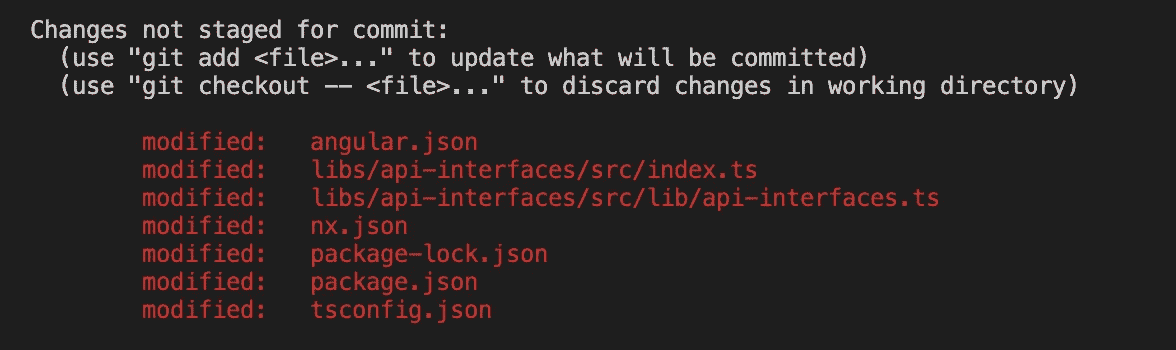 Changes not staged for commit:
  (use "git add <file>..." to update what will be committed)
  (use "git checkout -- <file>..." to discard changes in working directory)

        modified:   angular.json
        modified:   libs/api-interfaces/src/index.ts
        modified:   libs/api-interfaces/src/lib/api-interfaces.ts
        modified:   nx.json
        modified:   package-lock.json
        modified:   package.json
        modified:   tsconfig.json